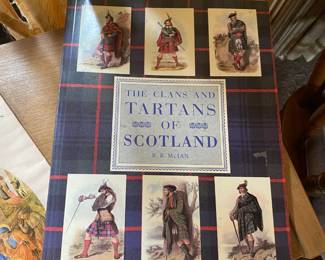 THE CLANS AND
TARTANS
OF
SCOTLAND
R. R. McIAN